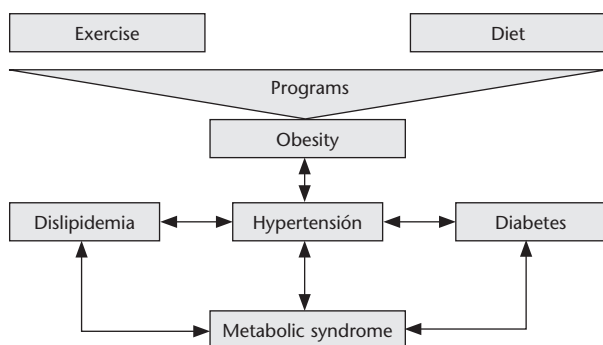 Exercise
Diet
Programs
Obesity
Dislipidemia
Hypertensión
Diabetes
Metabolic syndrome